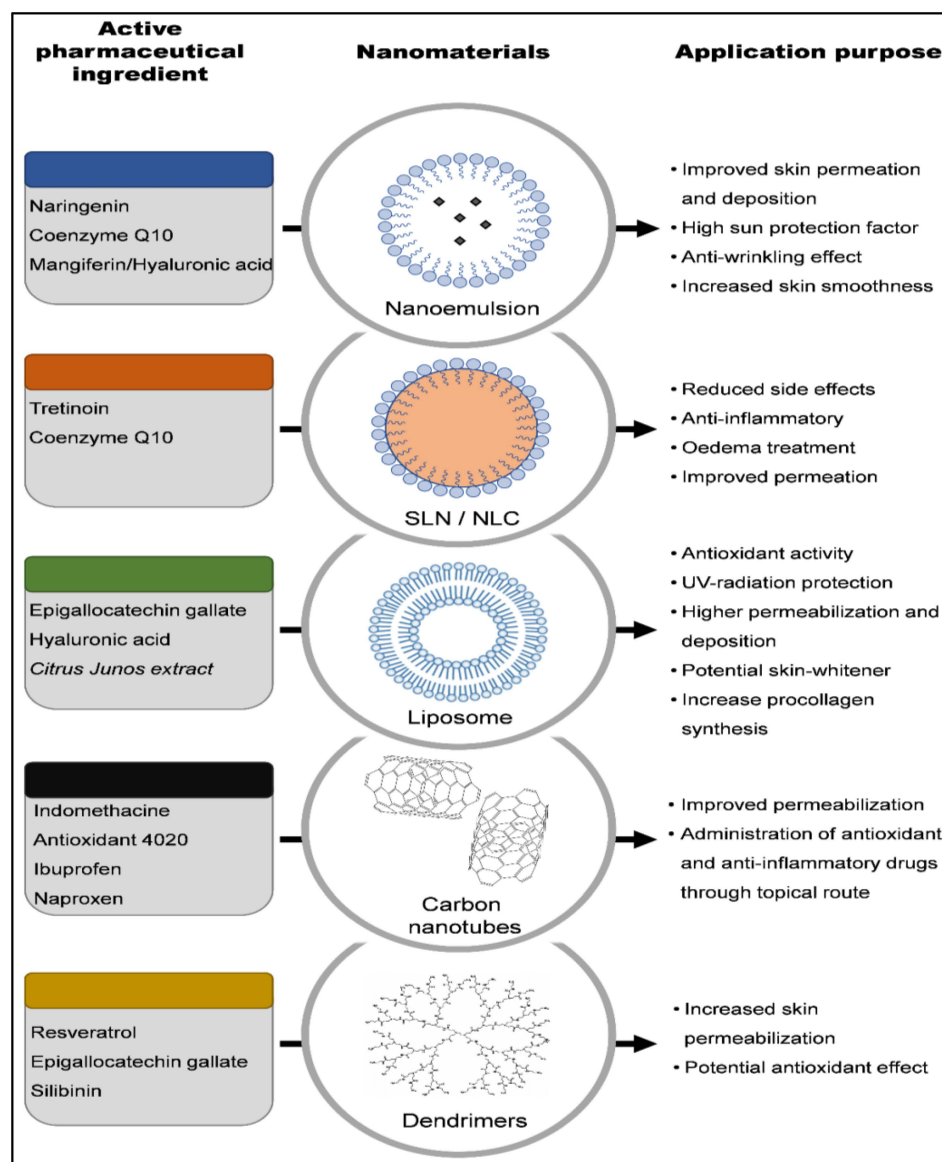 Active
pharmaceutical
ingredient
Nanomaterials
Application purpose
Naringenin
Coenzyme Q10
Mangiferin/Hyaluronic acid
Nanoemulsion
• Improved skin permeation
and deposition
• High sun protection factor
• Anti-wrinkling effect
• Increased skin smoothness
Tretinoin
Coenzyme Q10
SLN / NLC
• Reduced side effects
• Anti-inflammatory
• Oedema treatment
• Improved permeation
Epigallocatechin gallate
Hyaluronic acid
Citrus Junos extract
Liposome
• Antioxidant activity
• UV-radiation protection
• Higher permeabilization and
deposition
• Potential skin-whitener
• Increase procollagen
synthesis
Indomethacine
Antioxidant 4020
Ibuprofen
Naproxen
Carbon
nanotubes
• Improved permeabilization
• Administration of antioxidant
and anti-inflammatory drugs
through topical route
Resveratrol
Epigallocatechin gallate
Silibinin
Dendrimers
• Increased skin
permeabilization
• Potential antioxidant effect